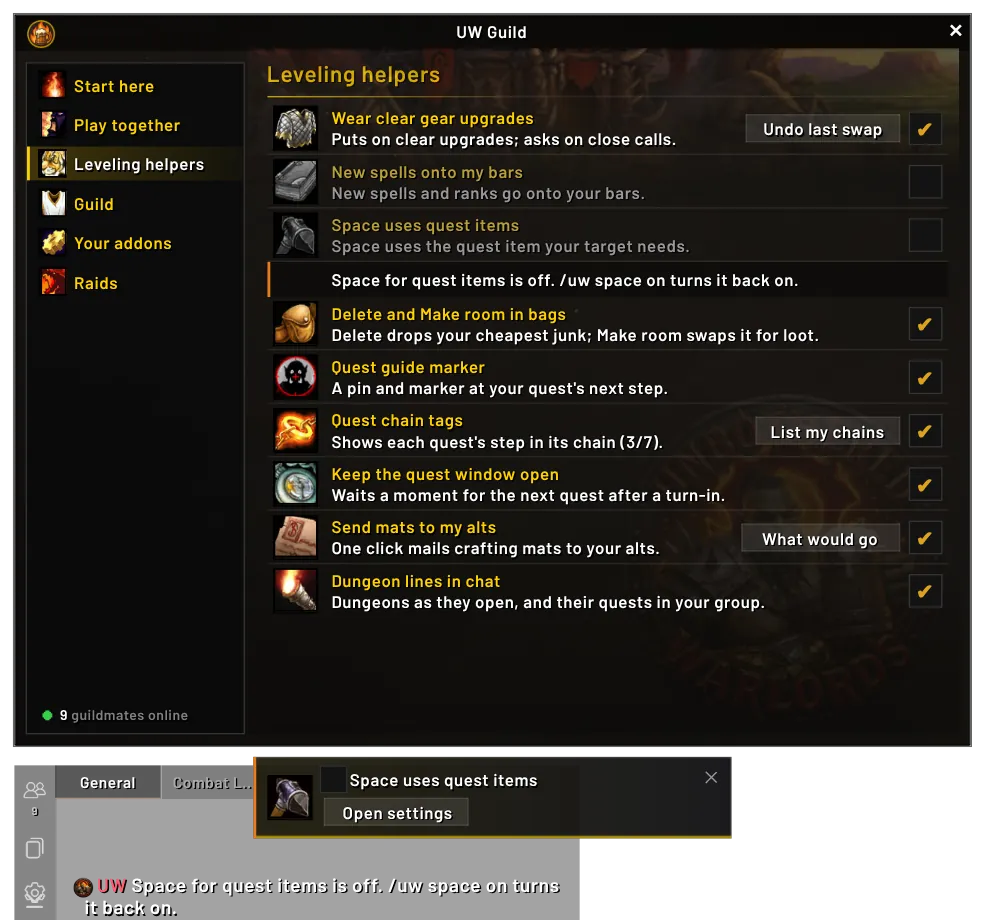 UW Guild
Start here
Play together
Leveling helpers
Guild
Your addons
Raids
9 guildmates online
Leveling helpers
Wear clear gear upgrades
Puts on clear upgrades; asks on close calls.
Undo last swap
New spells onto my bars
New spells and ranks go onto your bars.
Space uses quest items
Space uses the quest item your target needs.
Space for quest items is off. /uw space on turns it back on.
Delete and Make room in bags
Delete drops your cheapest junk; Make room swaps it for loot.
Quest guide marker
A pin and marker at your quest's next step.
Quest chain tags
Shows each quest's step in its chain (3/7).
List my chains
Keep the quest window open
Waits a moment for the next quest after a turn-in.
Send mats to my alts
One click mails crafting mats to your alts.
What would go
Dungeon lines in chat
Dungeons as they open, and their quests in your group.
WARLORDS
9
General
Combat L...
Space uses quest items
Open settings
UW Space for quest items is off. /uw space on turns
it back on.